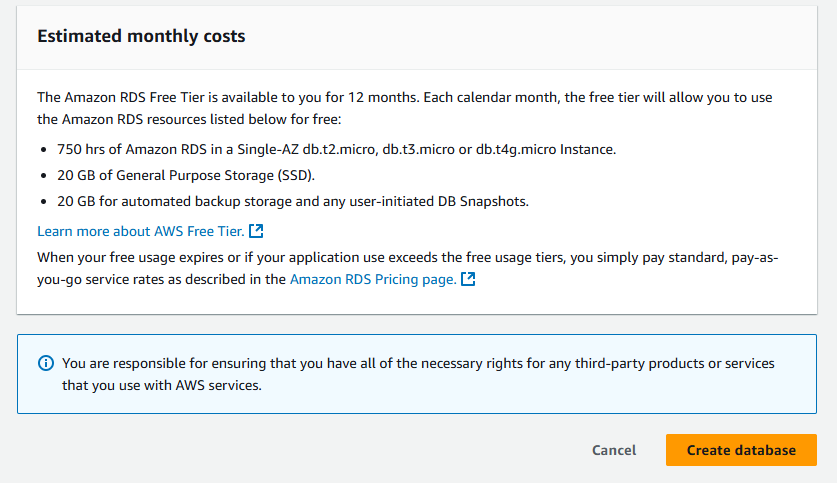 Estimated monthly costs
The Amazon RDS Free Tier is available to you for 12 months. Each calendar month, the free tier will allow you to use
the Amazon RDS resources listed below for free:
• 750 hrs of Amazon RDS in a Single-AZ db.t2.micro, db.t3.micro or db.t4g.micro Instance.
• 20 GB of General Purpose Storage (SSD).
• 20 GB for automated backup storage and any user-initiated DB Snapshots.
Learn more about AWS Free Tier.
When your free usage expires or if your application use exceeds the free usage tiers, you simply pay standard, pay-as-
you-go service rates as described in the Amazon RDS Pricing page.
You are responsible for ensuring that you have all of the necessary rights for any third-party products or services
that you use with AWS services.
Cancel Create database